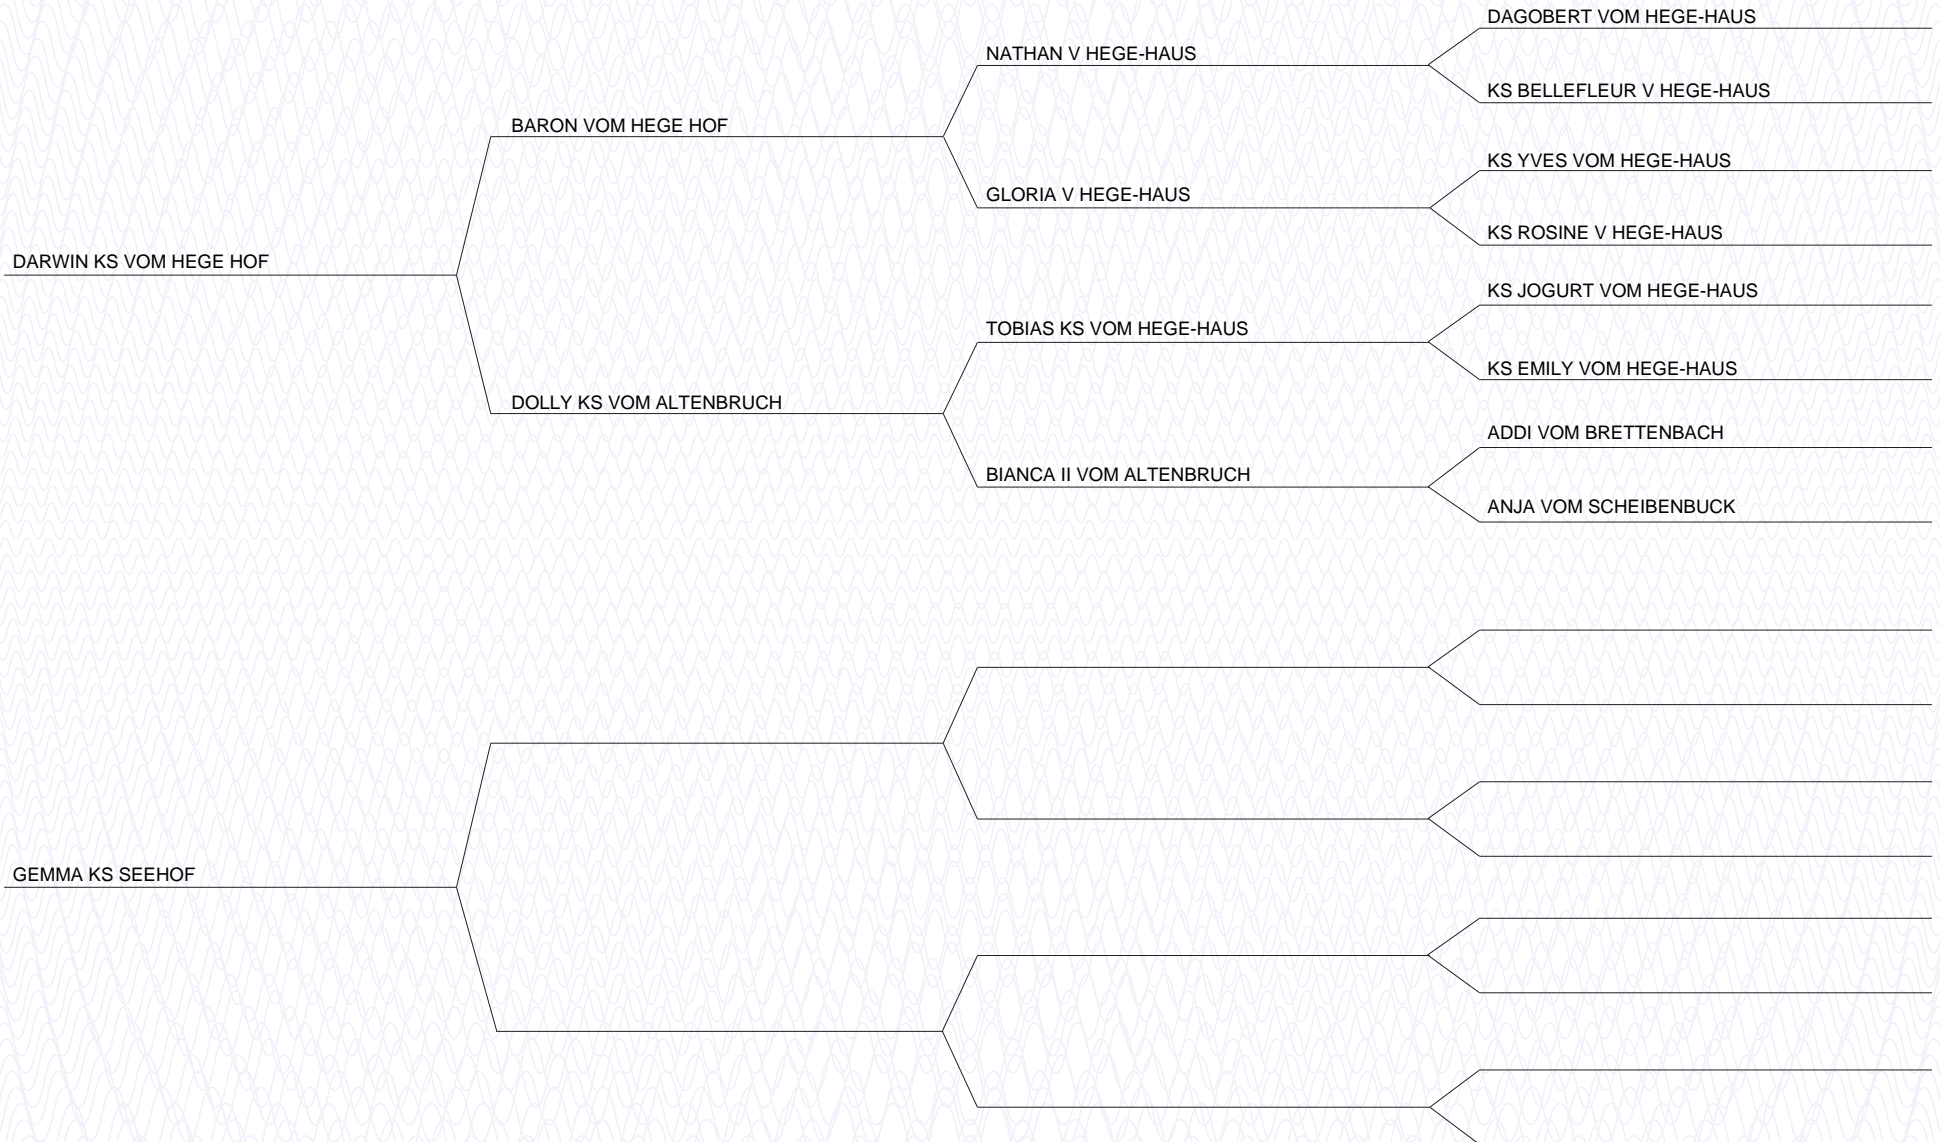 DAGOBERT VOM HEGE-HAUS
NATHAN V HEGE-HAUS
KS BELLEFLEUR V HEGE-HAUS
BARON VOM HEGE HOF
KS YVES VOM HEGE-HAUS
GLORIA V HEGE-HAUS
KS ROSINE V HEGE-HAUS
DARWIN KS VOM HEGE HOF
KS JOGURT VOM HEGE-HAUS
TOBIAS KS VOM HEGE-HAUS
KS EMILY VOM HEGE-HAUS
DOLLY KS VOM ALTENBRUCH
ADDI VOM BRETTENBACH
BIANCA II VOM ALTENBRUCH
ANJA VOM SCHEIBENBUCK
GEMMA KS SEEHOF